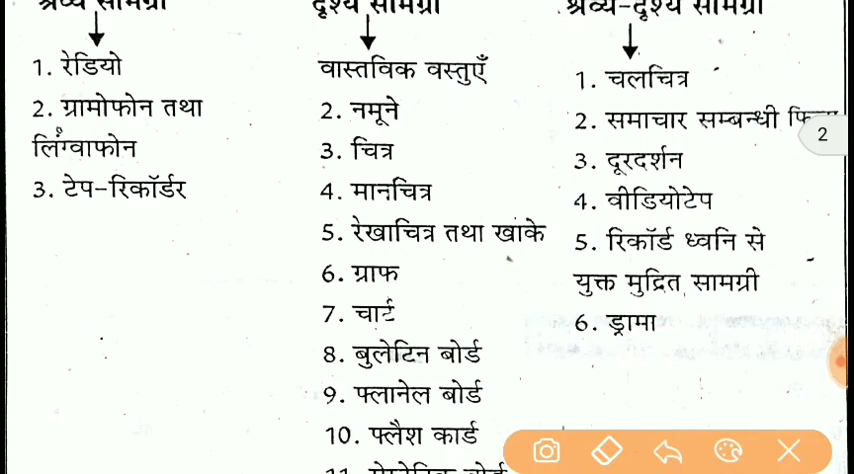 श्रव्य सामग्री
1. रेडियो
2. ग्रामोफोन तथा
लिंग्वाफोन
3. टेप-रिकॉर्डर
दृश्य सामग्री
वास्तविक वस्तुएँ
2. नमूने
3. चित्र
4. मानचित्र
5. रेखाचित्र तथा खाके
6. ग्राफ
7. चार्ट
8. बुलेटिन बोर्ड
9. फ्लानेल बोर्ड
10. फ्लैश कार्ड
श्रव्य-दृश्य सामग्री
1. चलचित्र
2. समाचार सम्बन्धी
3. दूरदर्शन
4. वीडियोटेप
5. रिकॉर्ड ध्वनि से
युक्त मुद्रित सामग्री
6. ड्रामा
2